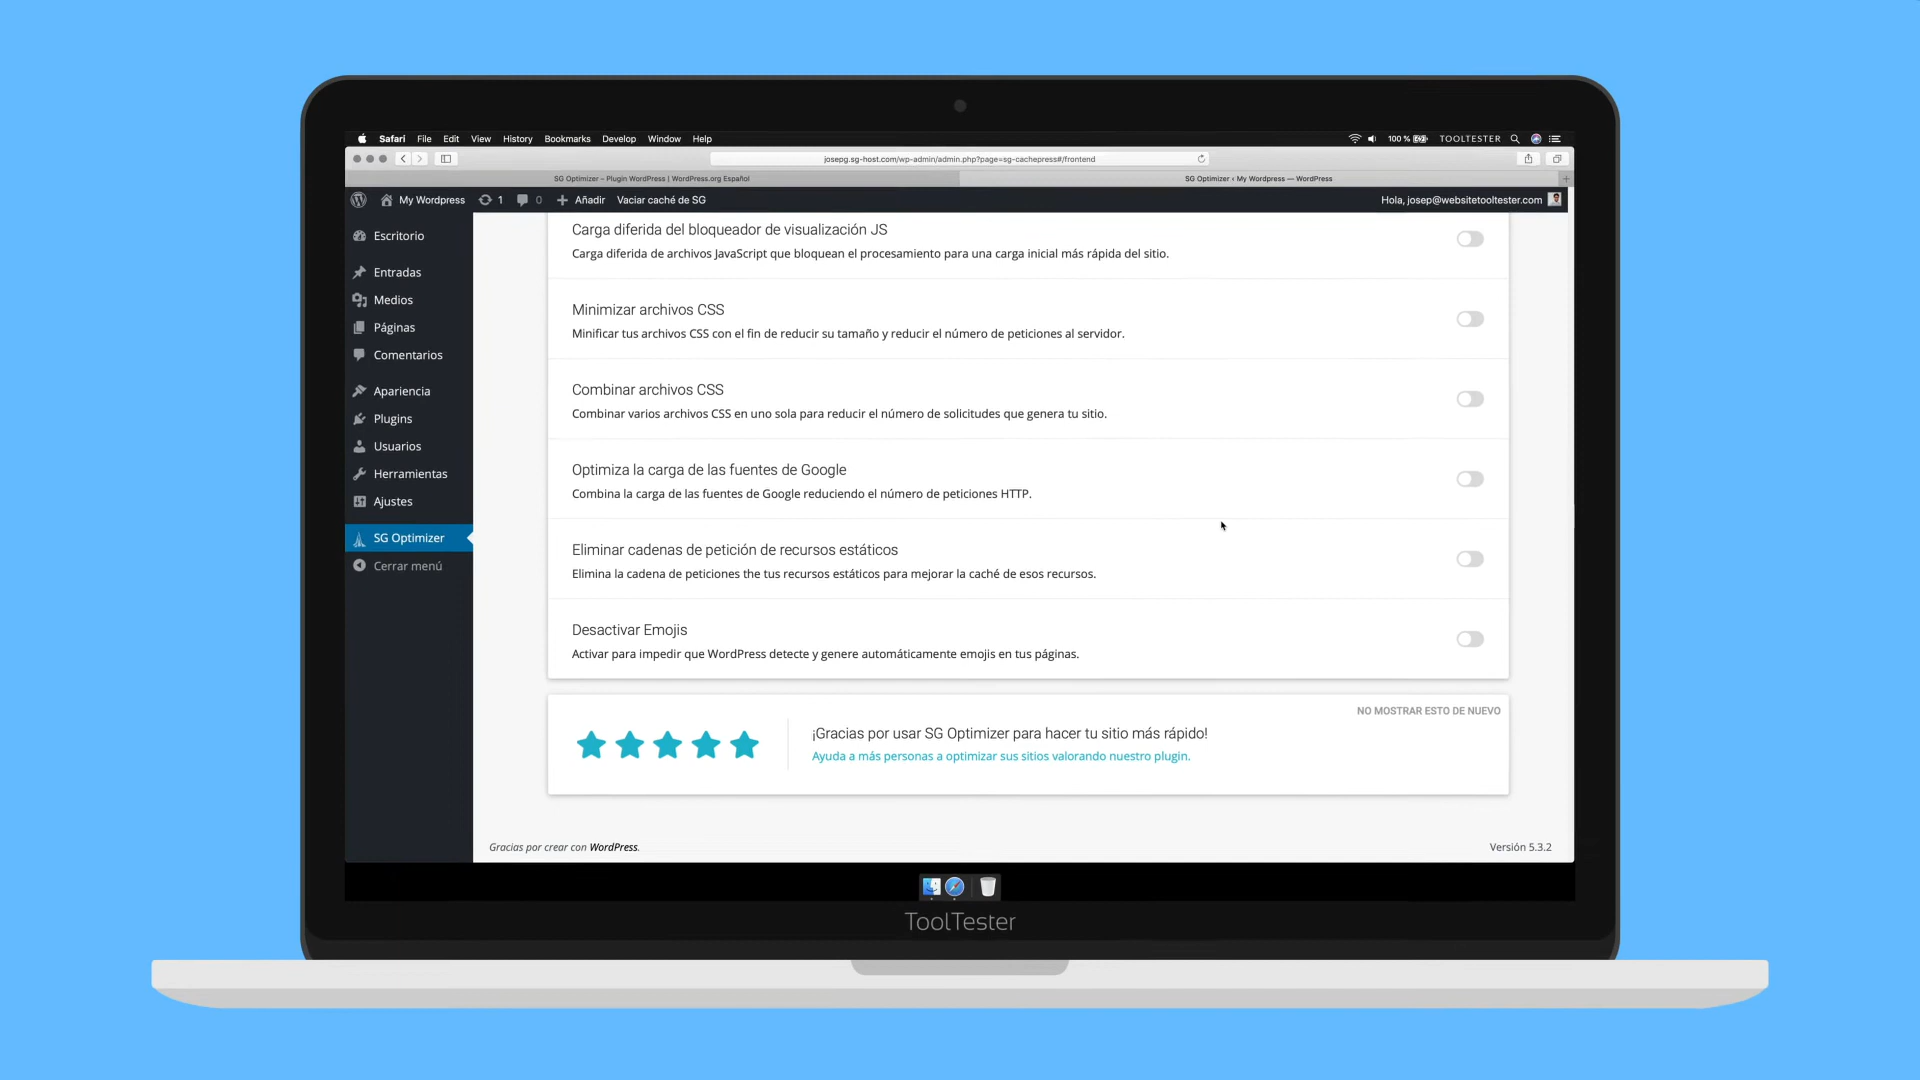 Safari File Edit View History Bookmarks Develop Window Help
100 % TOOLTESTER
josepg.sg-host.com/wp-admin/admin.php?page=sg-cachepress#/frontend
SG Optimizer – Plugin WordPress | WordPress.org Español
SG Optimizer ‹ My Wordpress — WordPress
My Wordpress 1 0 Añadir Vaciar caché de SG
Hola, josep@websitetooltester.com
Escritorio
Entradas
Medios
Páginas
Comentarios
Apariencia
Plugins
Usuarios
Herramientas
Ajustes
SG Optimizer
Cerrar menú
Carga diferida del bloqueador de visualización JS
Carga diferida de archivos JavaScript que bloquean el procesamiento para una carga inicial más rápida del sitio.
Minimizar archivos CSS
Minificar tus archivos CSS con el fin de reducir su tamaño y reducir el número de peticiones al servidor.
Combinar archivos CSS
Combinar varios archivos CSS en uno sola para reducir el número de solicitudes que genera tu sitio.
Optimiza la carga de las fuentes de Google
Combina la carga de las fuentes de Google reduciendo el número de peticiones HTTP.
Eliminar cadenas de petición de recursos estáticos
Elimina la cadena de peticiones the tus recursos estáticos para mejorar la caché de esos recursos.
Desactivar Emojis
Activar para impedir que WordPress detecte y genere automáticamente emojis en tus páginas.
NO MOSTRAR ESTO DE NUEVO
¡Gracias por usar SG Optimizer para hacer tu sitio más rápido!
Ayuda a más personas a optimizar sus sitios valorando nuestro plugin.
Gracias por crear con WordPress.
Versión 5.3.2
ToolTester